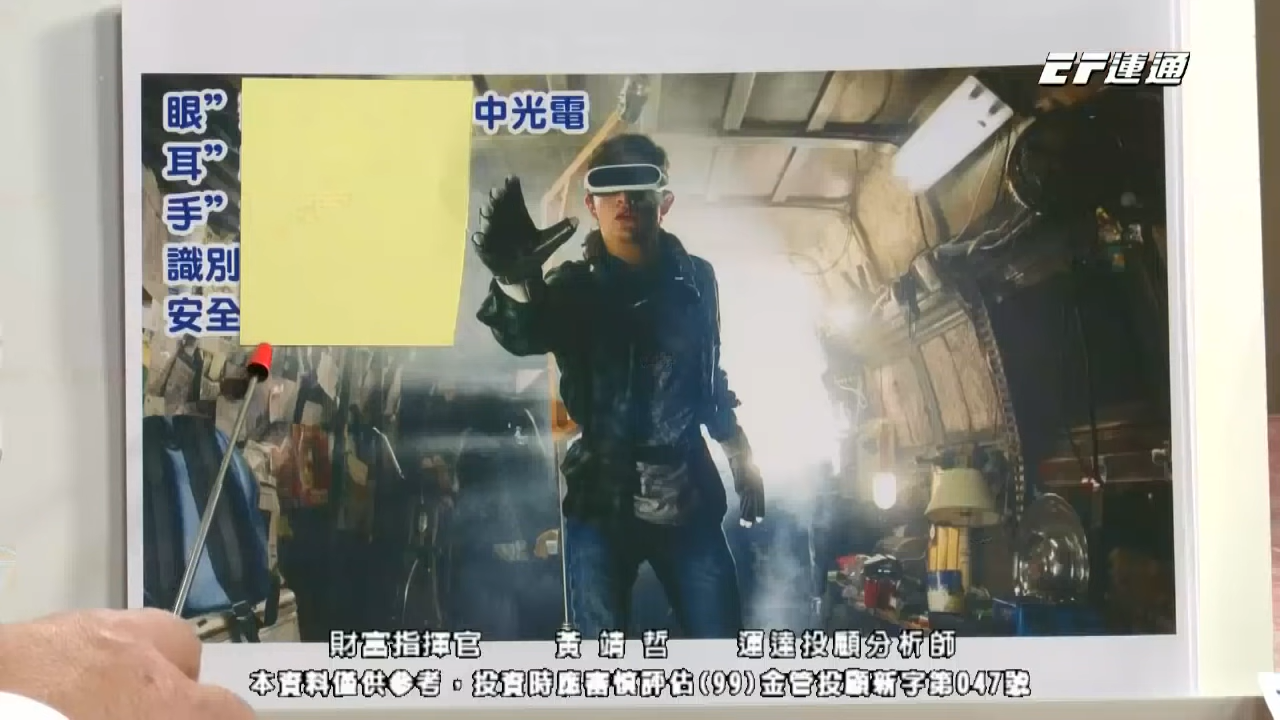 EF運通
眼” 中光電
耳”
手”
識別
安全
財富指揮官 黃靖哲 運達投顧分析師
本資料僅供參考，投資時應審慎評估(99)金管投顧新字第047號